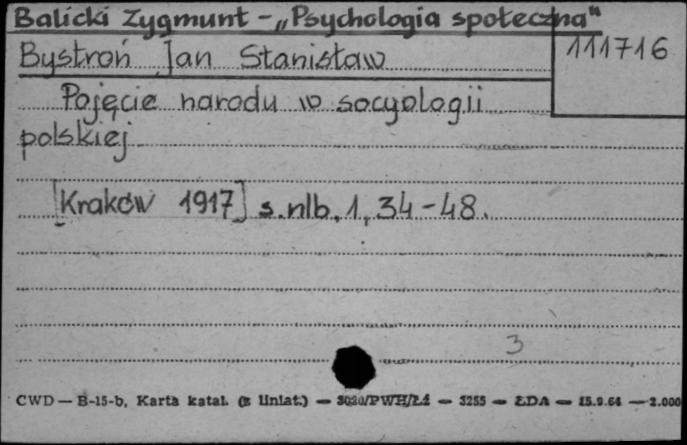 Balicki Zygmunt - „Psychologia społeczna"
Bystroń Jan Stanisław
111716
Pojęcie narodu w socyologii
polskiej
[Kraków 1917] s. nlb. 1, 34-48.
3
CWD — B-15-b. Karta katal. (z liniat.) — 3030/PWH/Ł4 — 3255 — ŁDA — 15.9.64 — 2.000